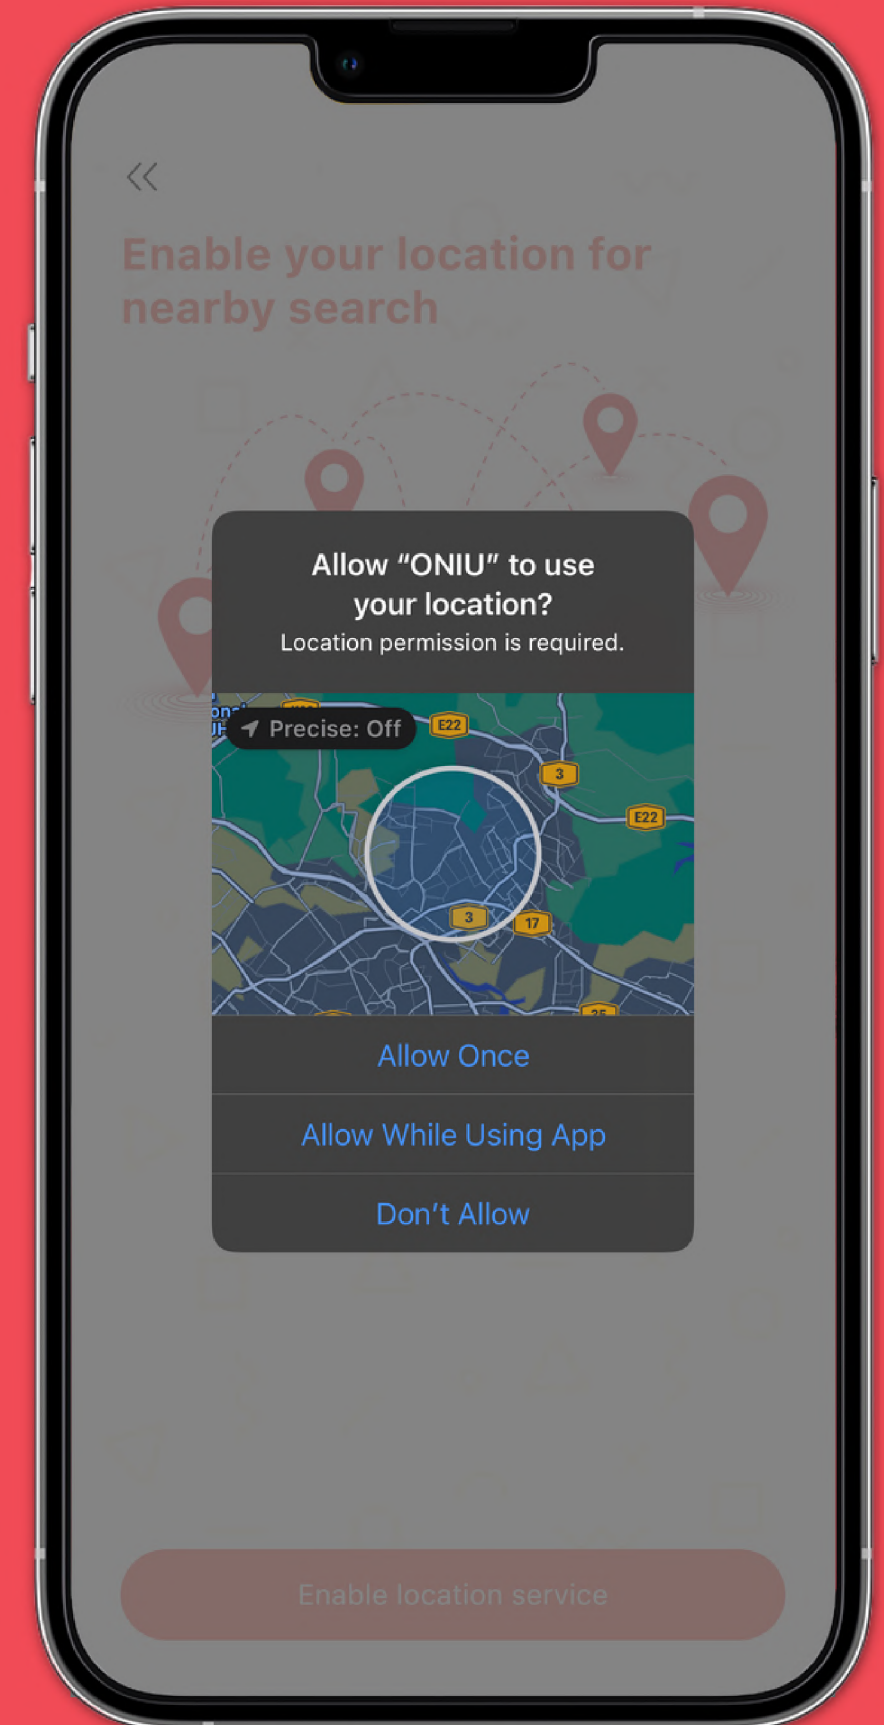 Enable your location for
nearby search
Allow “ONIU” to use
your location?
Location permission is required.
Precise: Off
E22
3
E22
3
17
Allow Once
Allow While Using App
Don’t Allow
Enable location service